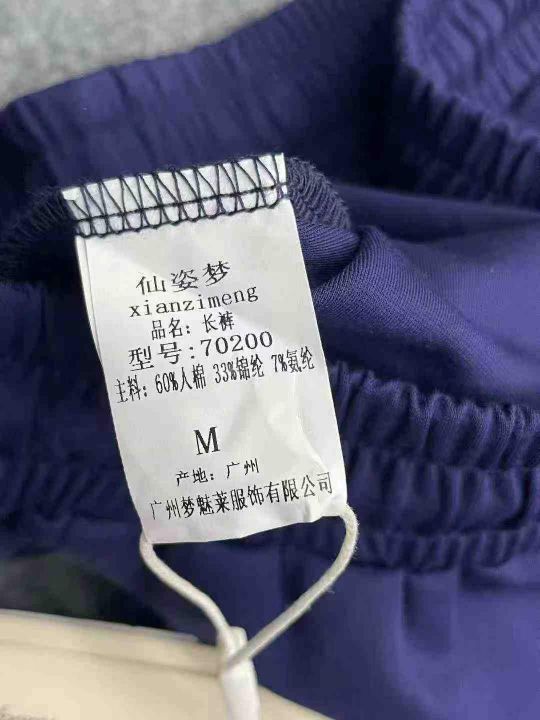 仙姿梦
xianzimeng
品名: 长裤
型号: 70200
主料: 60%人棉 33%锦纶 7%氨纶
M
产地: 广州
广州梦魅莱服饰有限公司